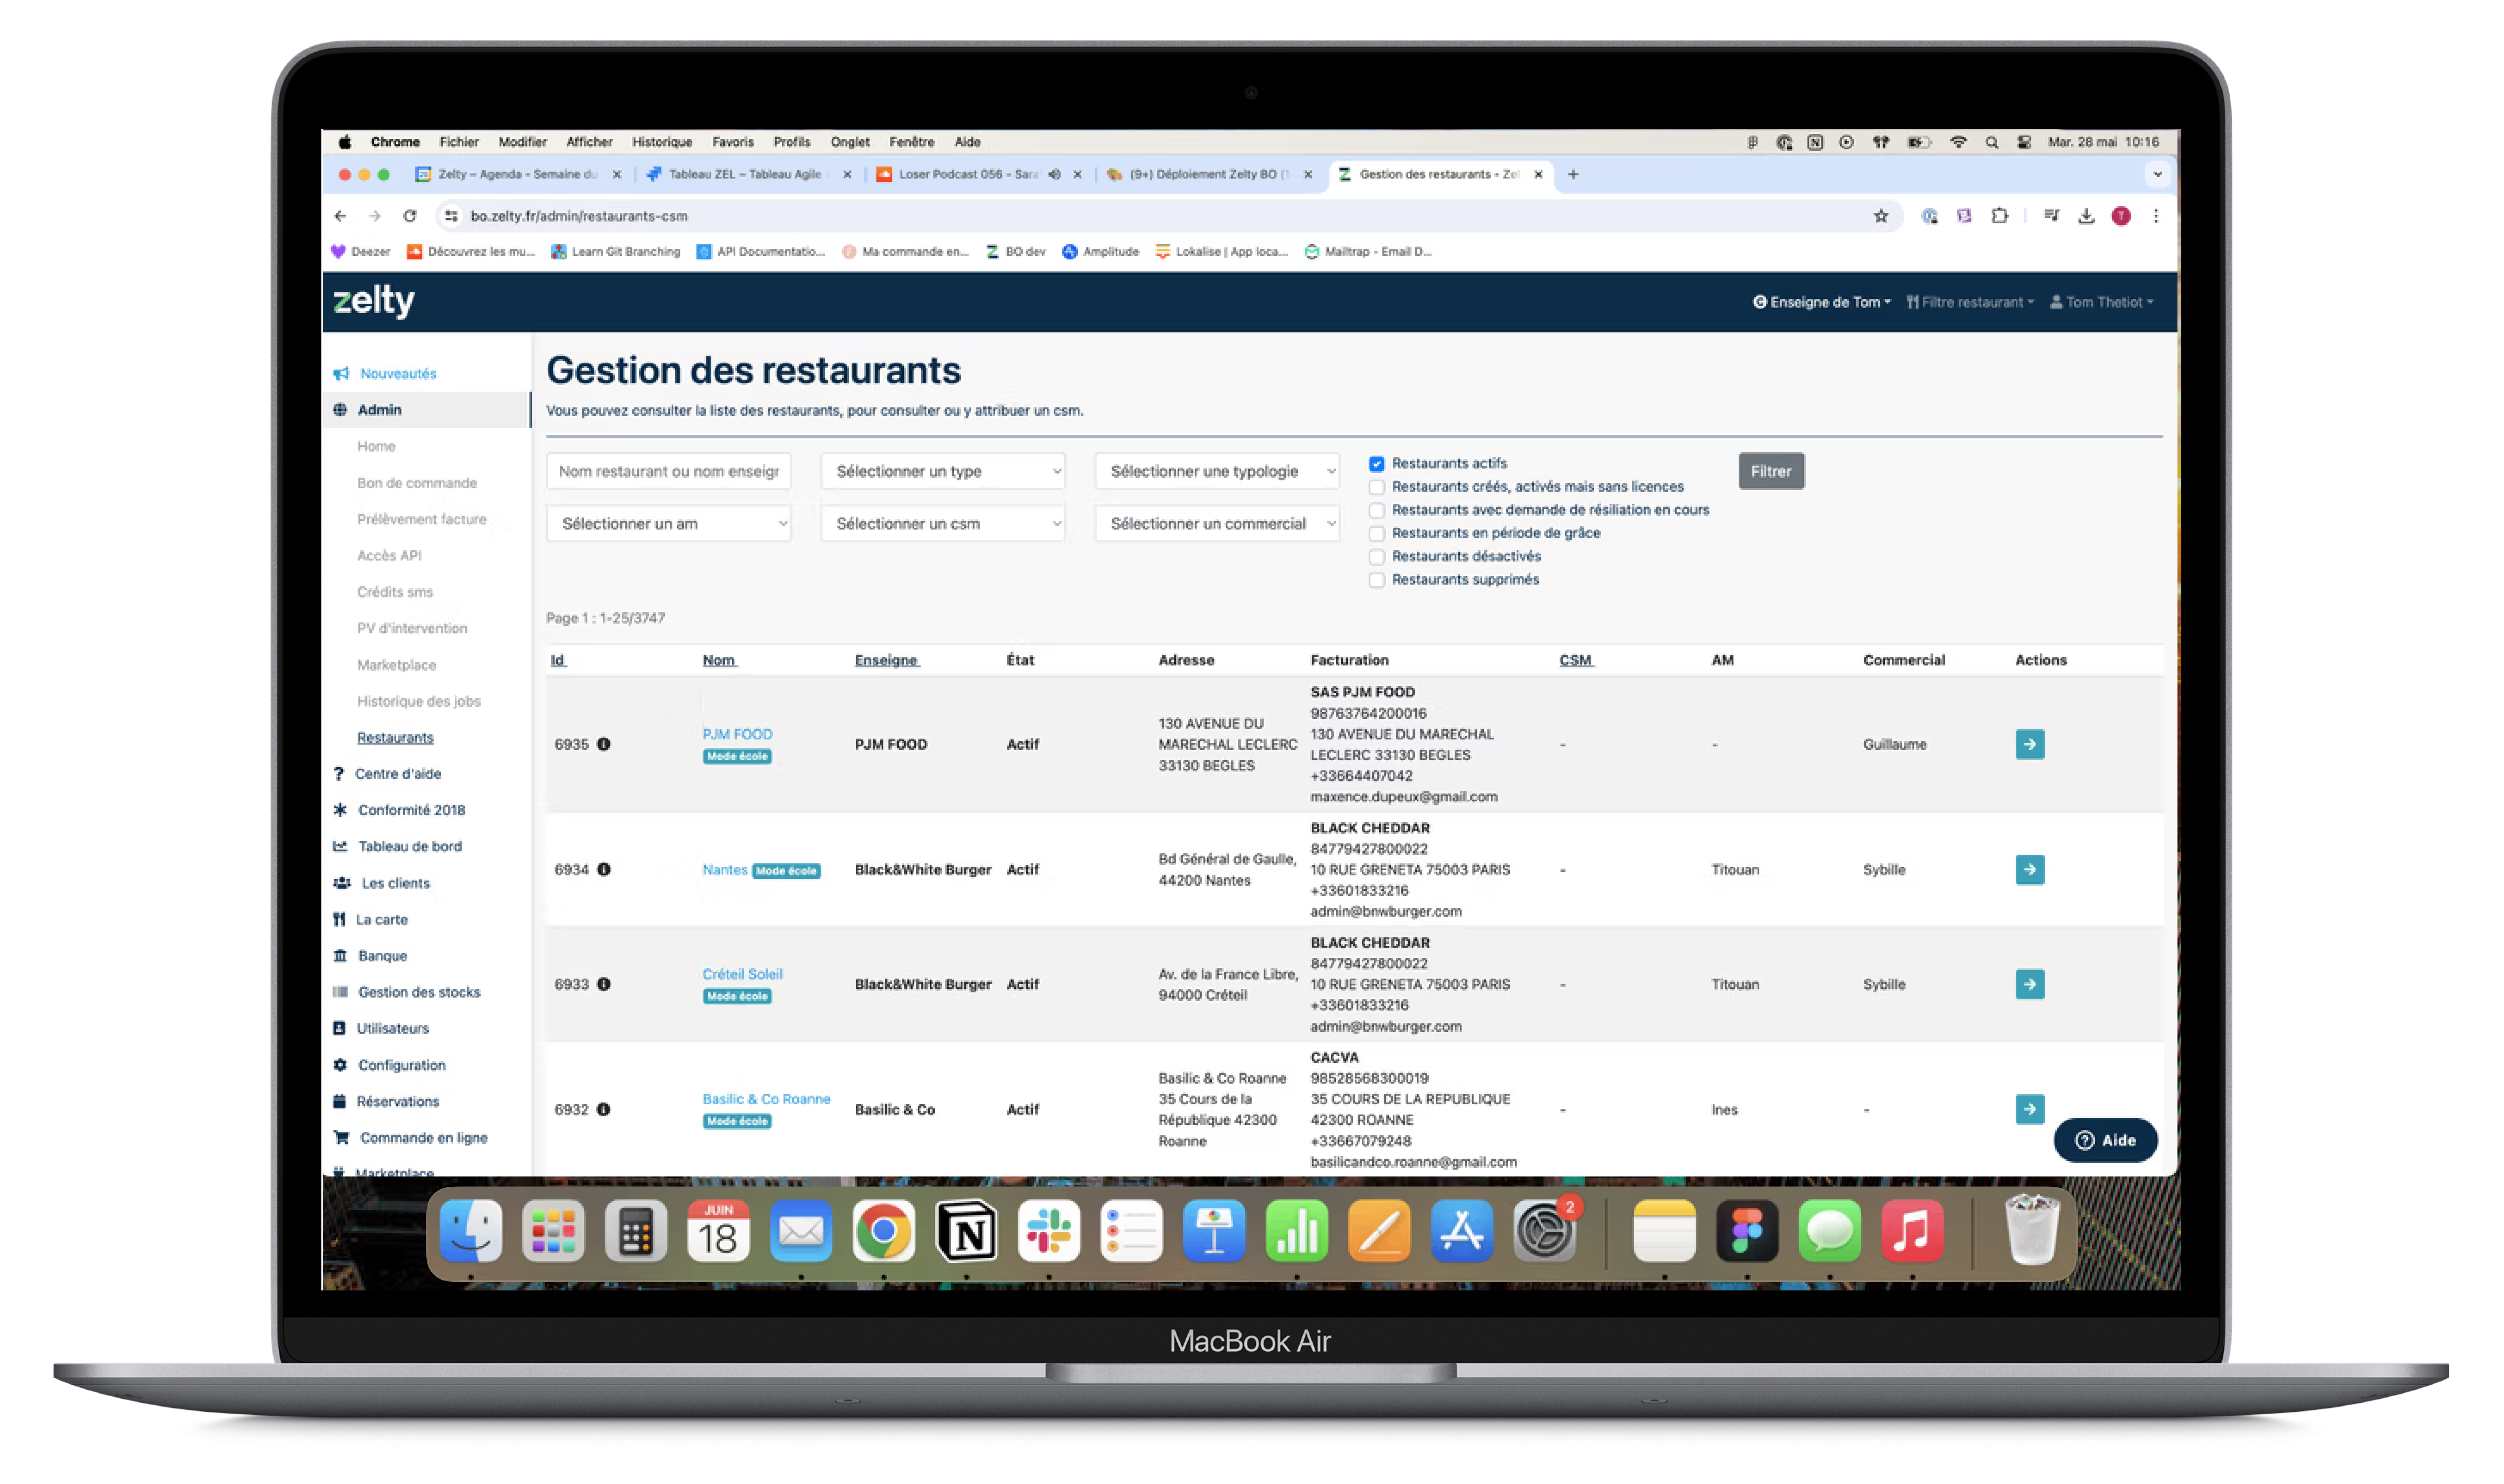 Chrome Fichier Modifier Afficher Historique Favoris Profils Onglet Fenêtre Aide Mar. 28 mai 10:16
Zelty – Agenda - Semaine du Tableau ZEL – Tableau Agile Loser Podcast 056 - Sara (9+) Déploiement Zelty BO (1 Gestion des restaurants - Zel
bo.zelty.fr/admin/restaurants-csm T
Deezer Découvrez les mu... Learn Git Branching API Documentatio... Ma commande en... BO dev Amplitude Lokalise | App loca... Mailtrap - Email D...
zelty Enseigne de Tom Filtre restaurant Tom Thetiot
Nouveautés
Admin
Home
Bon de commande
Prélèvement facture
Accès API
Crédits sms
PV d'intervention
Marketplace
Historique des jobs
Restaurants
Centre d'aide
Conformité 2018
Tableau de bord
Les clients
La carte
Banque
Gestion des stocks
Utilisateurs
Configuration
Réservations
Commande en ligne
Marketplace
Gestion des restaurants
Vous pouvez consulter la liste des restaurants, pour consulter ou y attribuer un csm.
Nom restaurant ou nom enseigr Sélectionner un type Sélectionner une typologie
Sélectionner un am Sélectionner un csm Sélectionner un commercial
Restaurants actifs
Restaurants créés, activés mais sans licences
Restaurants avec demande de résiliation en cours
Restaurants en période de grâce
Restaurants désactivés
Restaurants supprimés
Filtrer
Page 1 : 1-25/3747
Id Nom Enseigne État Adresse Facturation CSM AM Commercial Actions
6935
PJM FOOD
Mode école
PJM FOOD
Actif
130 AVENUE DU
MARECHAL LECLERC
33130 BEGLES
SAS PJM FOOD
98763764200016
130 AVENUE DU MARECHAL
LECLERC 33130 BEGLES
+33664407042
maxence.dupeux@gmail.com
-
-
Guillaume
6934
Nantes Mode école
Black&White Burger
Actif
Bd Général de Gaulle,
44200 Nantes
BLACK CHEDDAR
84779427800022
10 RUE GRENETA 75003 PARIS
+33601833216
admin@bnwburger.com
-
Titouan
Sybille
6933
Créteil Soleil
Mode école
Black&White Burger
Actif
Av. de la France Libre,
94000 Créteil
BLACK CHEDDAR
84779427800022
10 RUE GRENETA 75003 PARIS
+33601833216
admin@bnwburger.com
-
Titouan
Sybille
6932
Basilic & Co Roanne
Mode école
Basilic & Co
Actif
Basilic & Co Roanne
35 Cours de la
République 42300
Roanne
CACVA
98528568300019
35 COURS DE LA REPUBLIQUE
42300 ROANNE
+33667079248
basilicandco.roanne@gmail.com
-
Ines
-
Aide
JUIN
18
2
MacBook Air